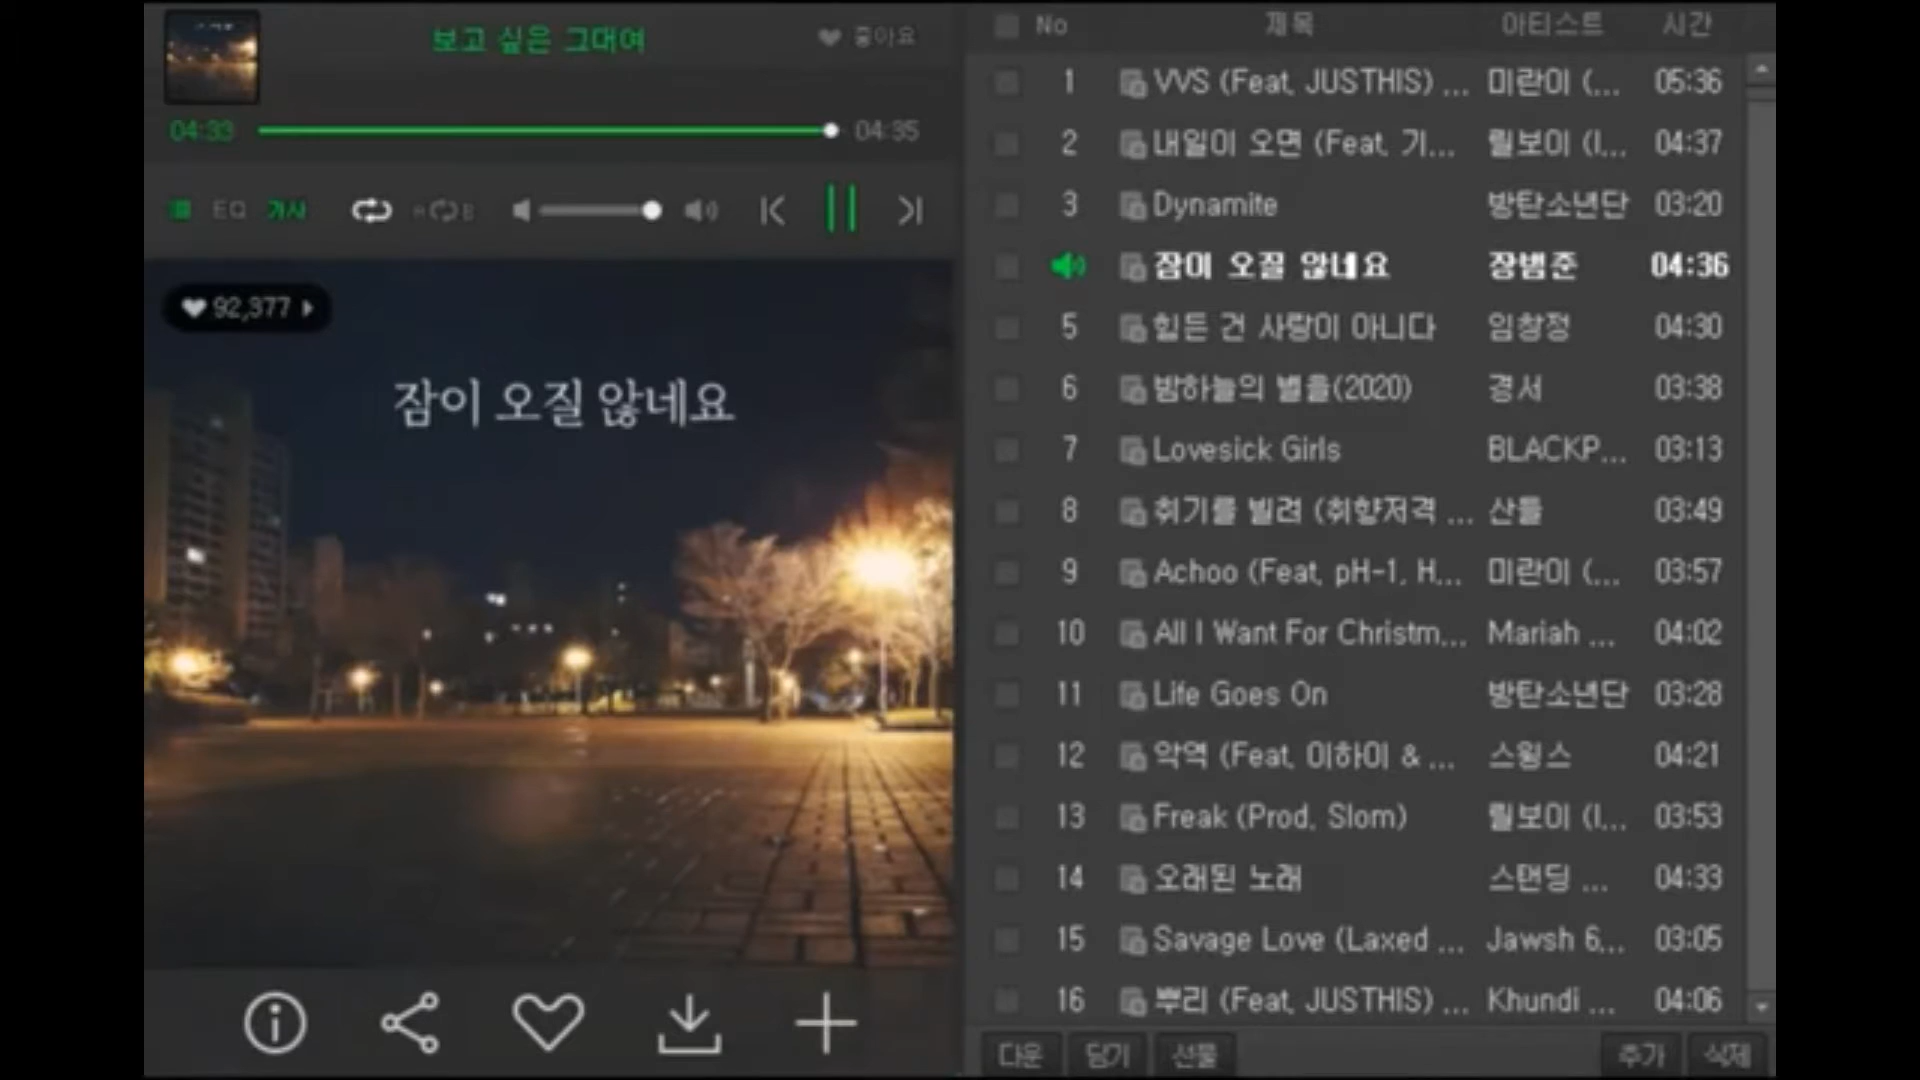 보고 싶은 그대여
좋아요
04:33
04:35
EQ 가사
A B
92,377
잠이 오질 않네요
No 제목 아티스트 시간
1 VVS (Feat. JUSTHIS) ... 미란이 (... 05:36
2 내일이 오면 (Feat. 기... 릴보이 (l... 04:37
3 Dynamite 방탄소년단 03:20
잠이 오질 않네요 장범준 04:36
5 힘든 건 사랑이 아니다 임창정 04:30
6 밤하늘의 별을(2020) 경서 03:38
7 Lovesick Girls BLACKP... 03:13
8 취기를 빌려 (취향저격 ... 산들 03:49
9 Achoo (Feat. pH-1, H... 미란이 (... 03:57
10 All I Want For Christm... Mariah ... 04:02
11 Life Goes On 방탄소년단 03:28
12 악역 (Feat. 이하이 & ... 스윙스 04:21
13 Freak (Prod. Slom) 릴보이 (l... 03:53
14 오래된 노래 스탠딩 ... 04:33
15 Savage Love (Laxed ... Jawsh 6... 03:05
16 뿌리 (Feat. JUSTHIS) ... Khundi ... 04:06
다운 담기 선물 추가 삭제